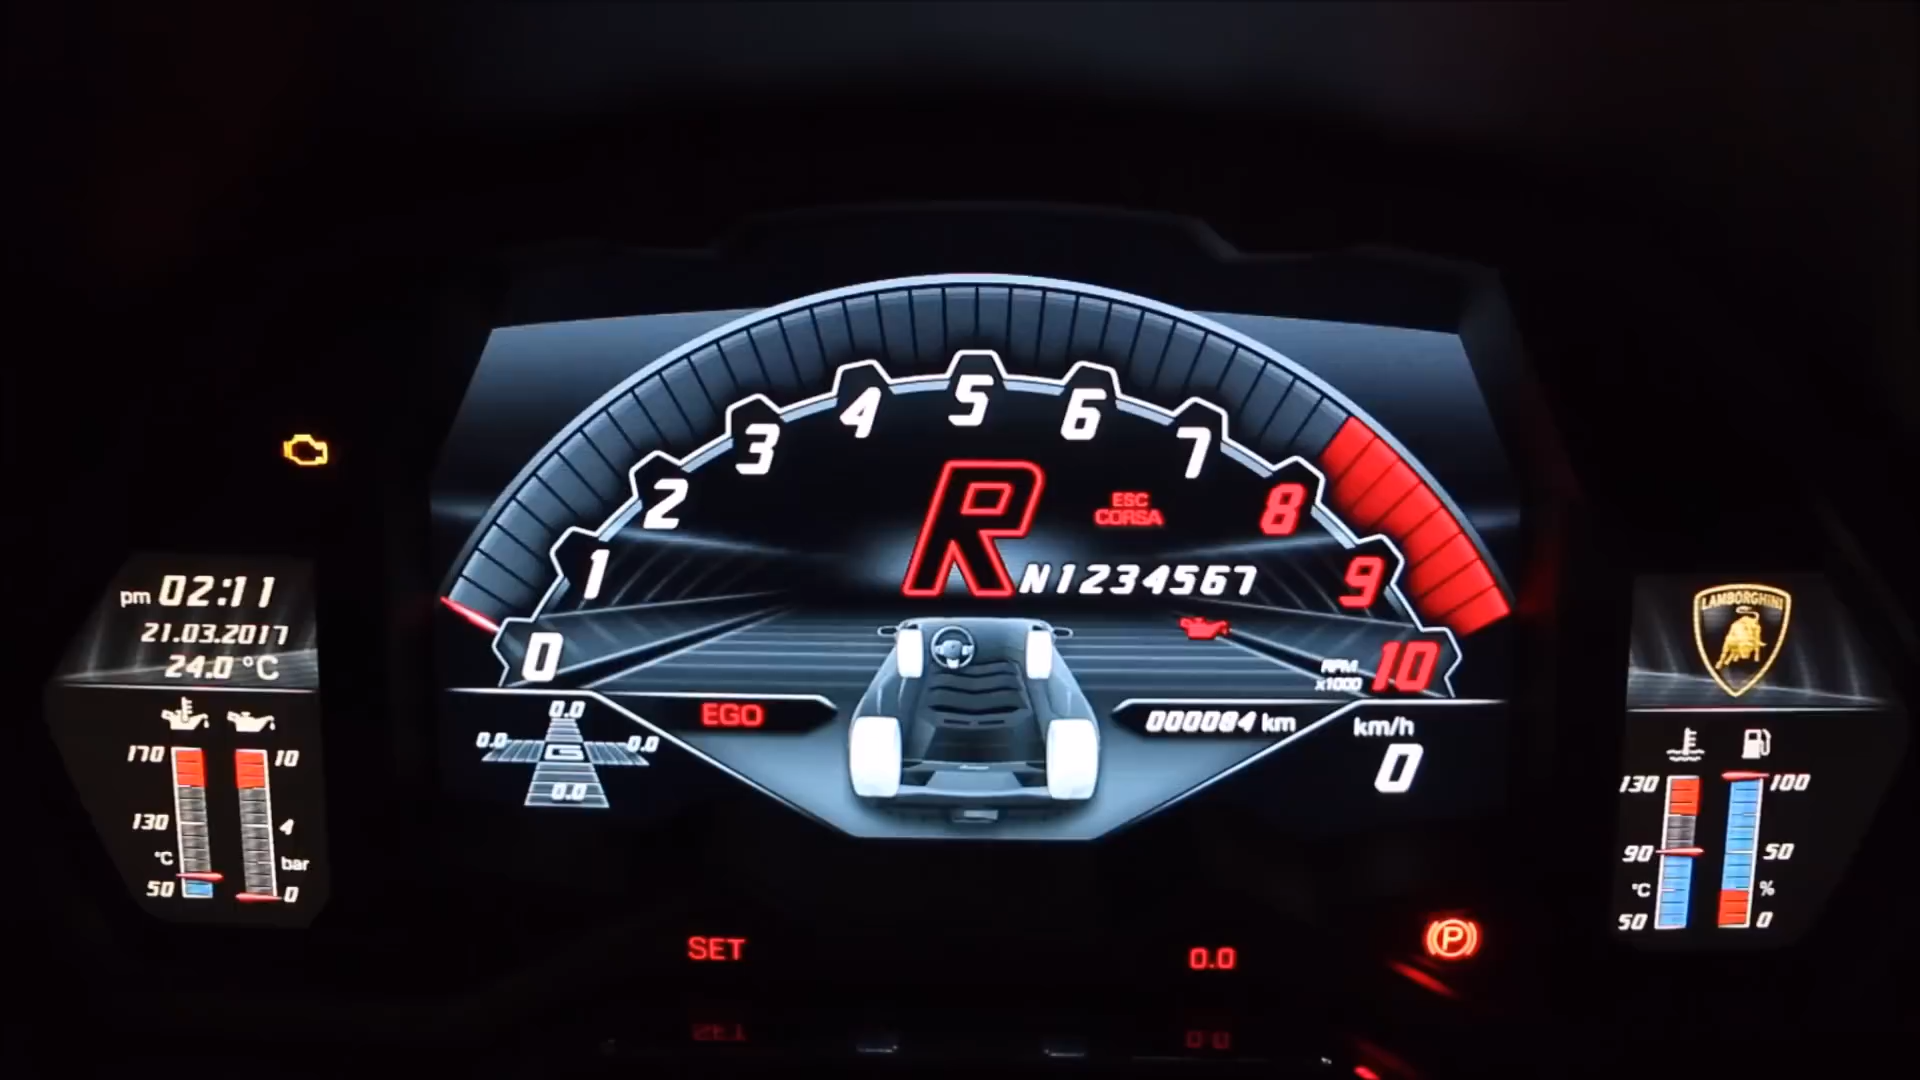 5
4
6
3
7
2
8
1
9
0
10
R
ESC
CORSA
N1234567
RPM
x1000
pm 02:11
21.03.2017
24.0 °C
170
130
°C
50
10
4
bar
0
0.0
0.0
G
0.0
0.0
EGO
000084 km
km/h
0
LAMBORGHINI
130
90
°C
50
100
50
%
0
SET
0.0
P